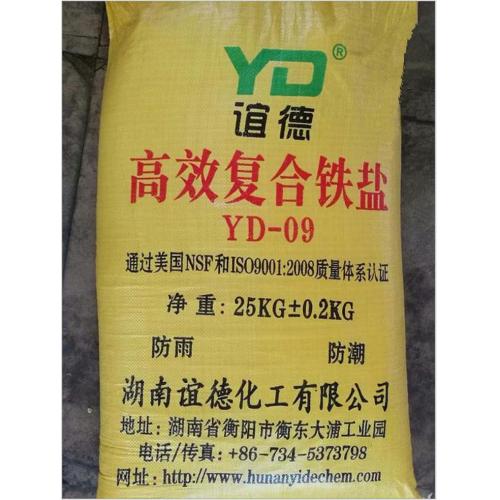 YD®
谊德
高效复合铁盐
YD-09
通过美国NSF和ISO9001:2008质量体系认证
净重:25KG±0.2KG
防雨 防潮
湖南谊德化工有限公司
地址:湖南省衡阳市衡东大浦工业园
电话/传真:+86-734-5373798
网址:http://www.hunanyidechem.com